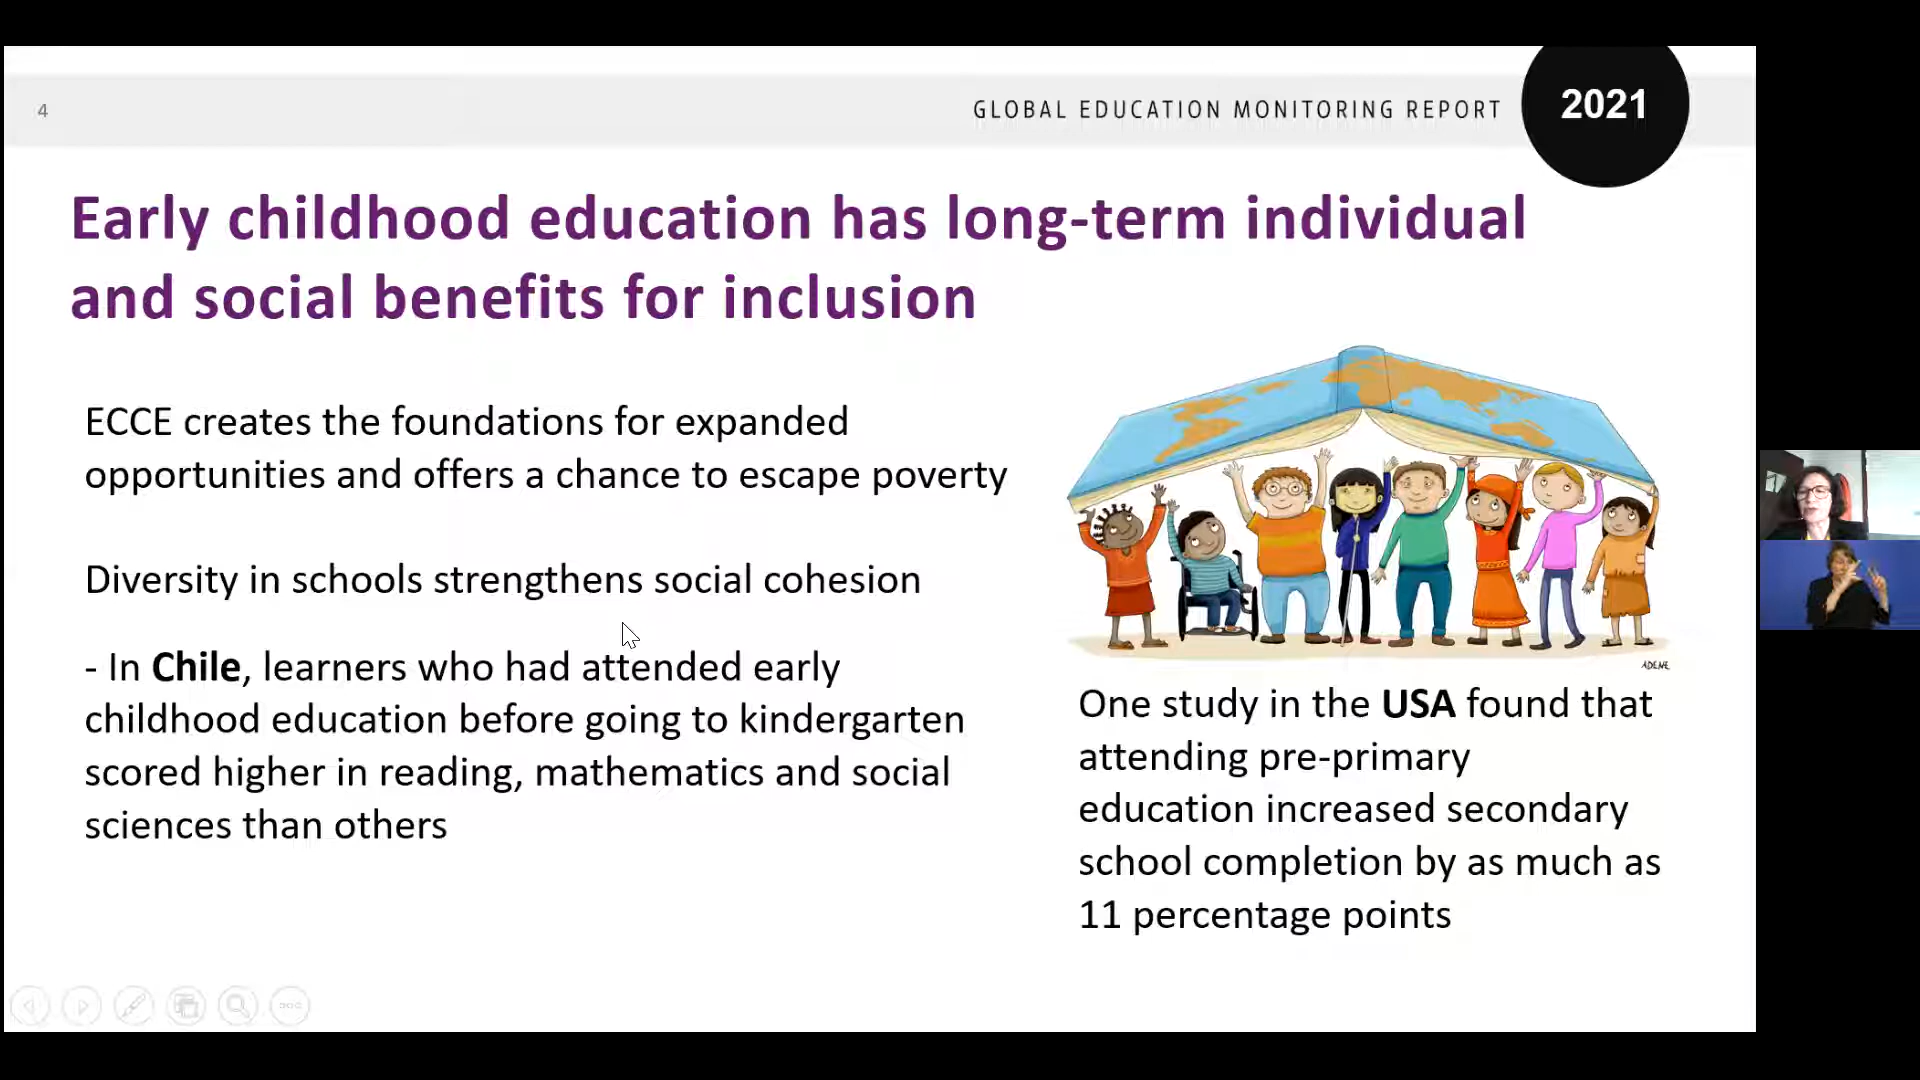 4
GLOBAL EDUCATION MONITORING REPORT
2021
Early childhood education has long-term individual
and social benefits for inclusion
ECCE creates the foundations for expanded
opportunities and offers a chance to escape poverty
Diversity in schools strengthens social cohesion
- In Chile, learners who had attended early
childhood education before going to kindergarten
scored higher in reading, mathematics and social
sciences than others
ADENE
One study in the USA found that
attending pre-primary
education increased secondary
school completion by as much as
11 percentage points